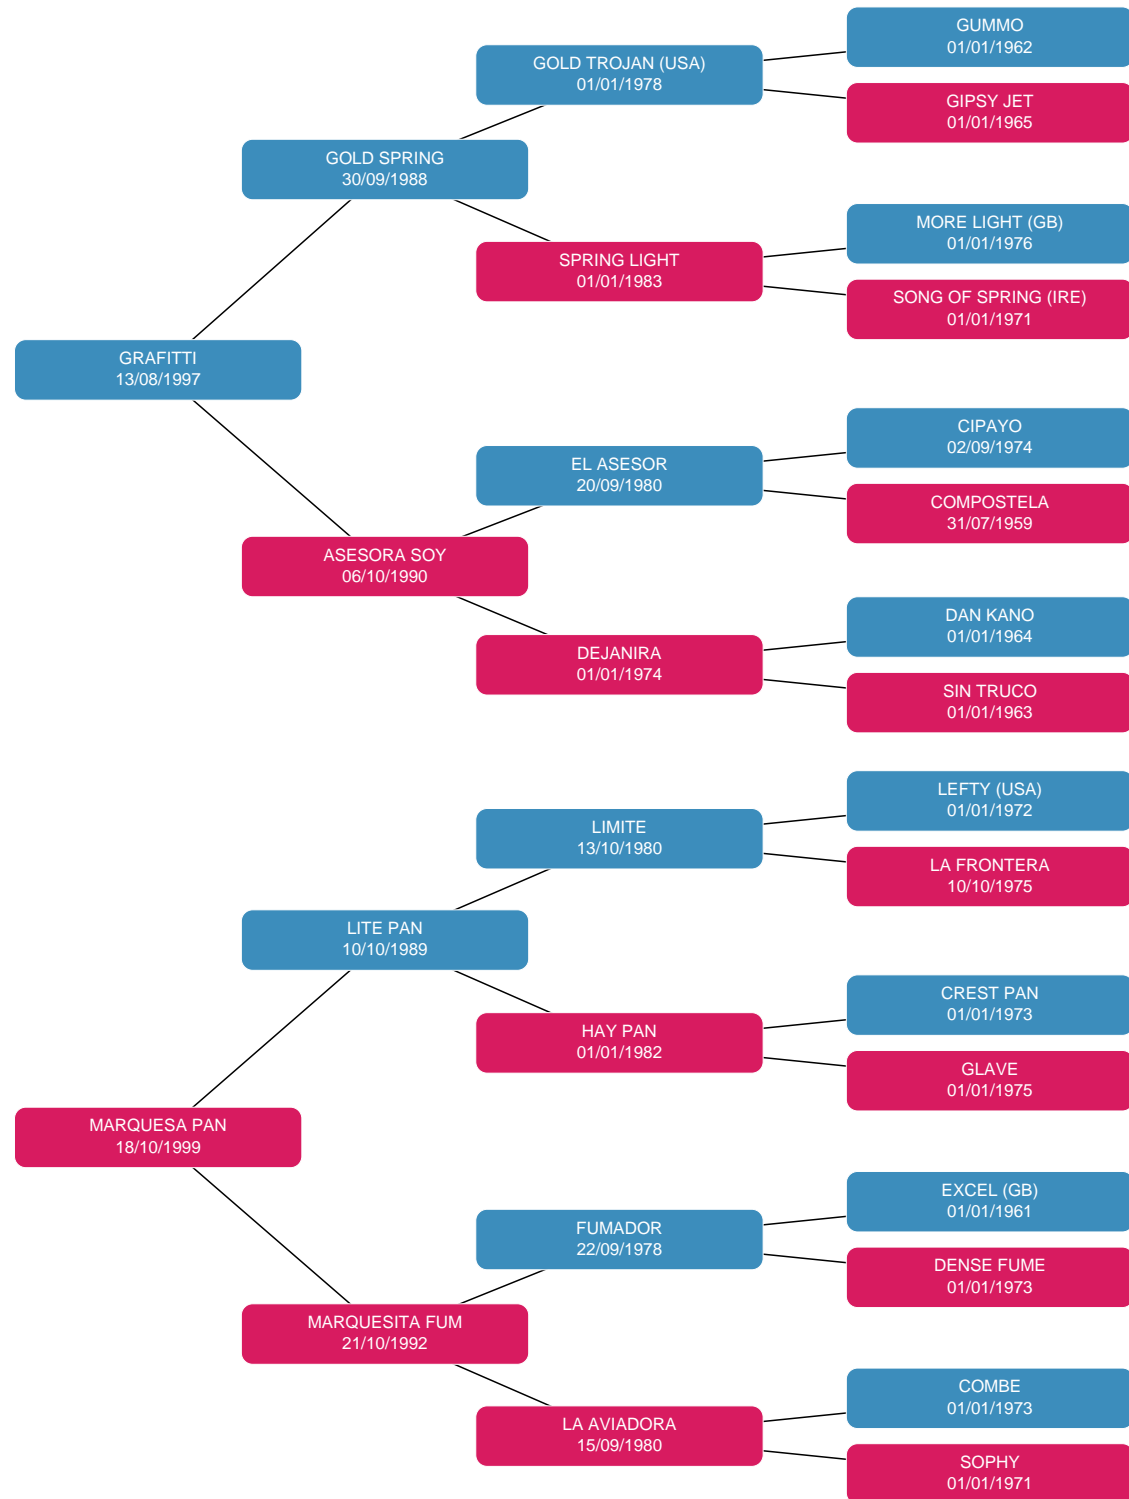 GUMMO
01/01/1962
GOLD TROJAN (USA)
01/01/1978
GIPSY JET
01/01/1965
GOLD SPRING
30/09/1988
MORE LIGHT (GB)
01/01/1976
SPRING LIGHT
01/01/1983
SONG OF SPRING (IRE)
01/01/1971
GRAFITTI
13/08/1997
CIPAYO
02/09/1974
EL ASESOR
20/09/1980
COMPOSTELA
31/07/1959
ASESORA SOY
06/10/1990
DAN KANO
01/01/1964
DEJANIRA
01/01/1974
SIN TRUCO
01/01/1963
LEFTY (USA)
01/01/1972
LIMITE
13/10/1980
LA FRONTERA
10/10/1975
LITE PAN
10/10/1989
CREST PAN
01/01/1973
HAY PAN
01/01/1982
GLAVE
01/01/1975
MARQUESA PAN
18/10/1999
EXCEL (GB)
01/01/1961
FUMADOR
22/09/1978
DENSE FUME
01/01/1973
MARQUESITA FUM
21/10/1992
COMBE
01/01/1973
LA AVIADORA
15/09/1980
SOPHY
01/01/1971